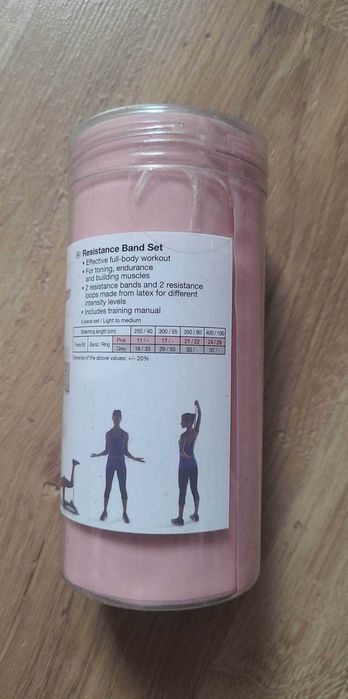 Resistance Band Set
• Effective full-body workout
• For toning, endurance
and building muscles
• 2 resistance bands and 2 resistance
loops made from latex for different
intensity levels
• Includes training manual
4 piece set / Light to medium
Stretching length (cm) 250 / 40 300 / 55 350 / 80 400 / 100
Force (N) Band / Ring Pink 11 / - 17 / - 21 / 22 24 / 29
Grey 16 / 33 29 / 50 33 / - 37 / -
Tolerance of the above values: +/- 20%